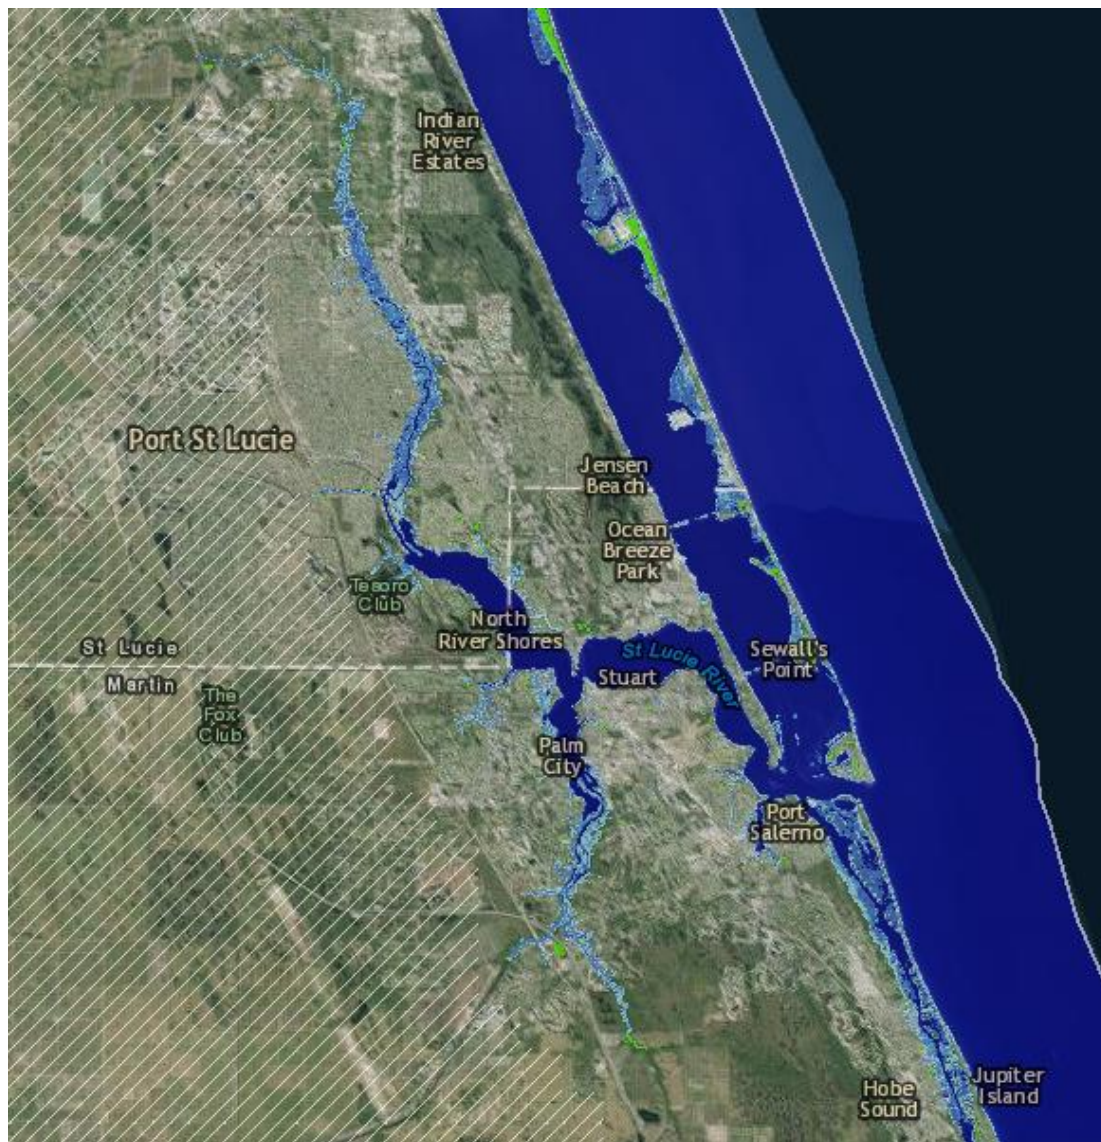 Indian
River
Estates
Port St Lucie
Jensen
Beach
Ocean
Breeze
Park
Tesoro
Club
North
River Shores
St Lucie River
Sewall's
Point
St Lucie
Martin
Stuart
The
Fox
Club
Palm
City
Port
Salerno
Jupiter
Island
Hobe
Sound